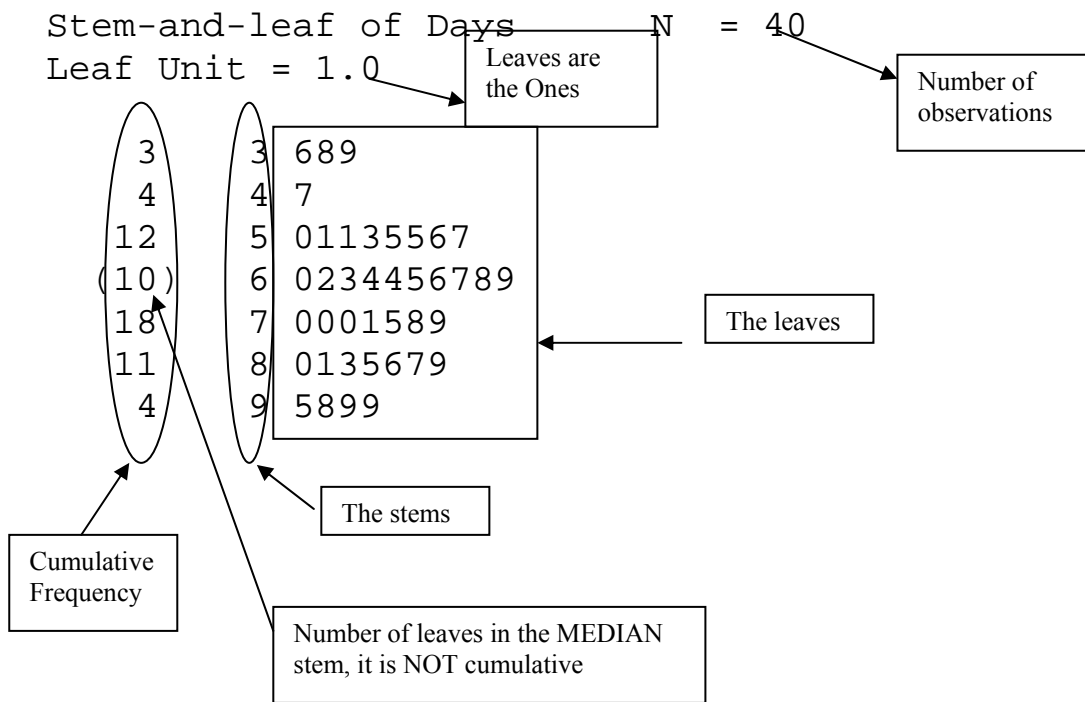 Stem-and-leaf of Days N = 40
Leaf Unit = 1.0
Leaves are
the Ones
Number of
observations
3 3 689
4 4 7
12 5 01135567
(10) 6 0234456789
18 7 0001589
11 8 0135679
4 9 5899
The leaves
The stems
Cumulative
Frequency
Number of leaves in the MEDIAN
stem, it is NOT cumulative